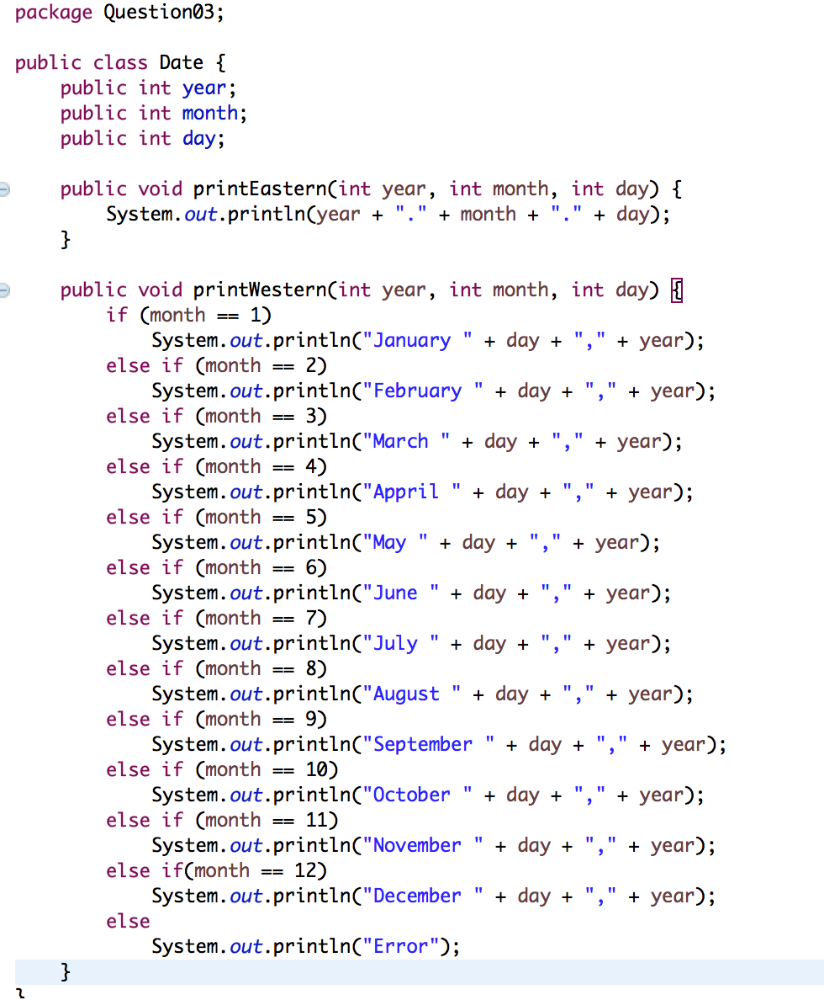 package Question03;
public class Date {
public int year;
public int month;
public int day;
public void printEastern(int year, int month, int day) {
System.out.println(year + "." + month + "." + day);
}
public void printWestern(int year, int month, int day) {
if (month == 1)
System.out.println("January " + day + "," + year);
else if (month == 2)
System.out.println("February " + day + "," + year);
else if (month == 3)
System.out.println("March " + day + "," + year);
else if (month == 4)
System.out.println("Appril " + day + "," + year);
else if (month == 5)
System.out.println("May " + day + "," + year);
else if (month == 6)
System.out.println("June " + day + "," + year);
else if (month == 7)
System.out.println("July " + day + "," + year);
else if (month == 8)
System.out.println("August " + day + "," + year);
else if (month == 9)
System.out.println("September " + day + "," + year);
else if (month == 10)
System.out.println("October " + day + "," + year);
else if (month == 11)
System.out.println("November " + day + "," + year);
else if(month == 12)
System.out.println("December " + day + "," + year);
else
System.out.println("Error");
}
}